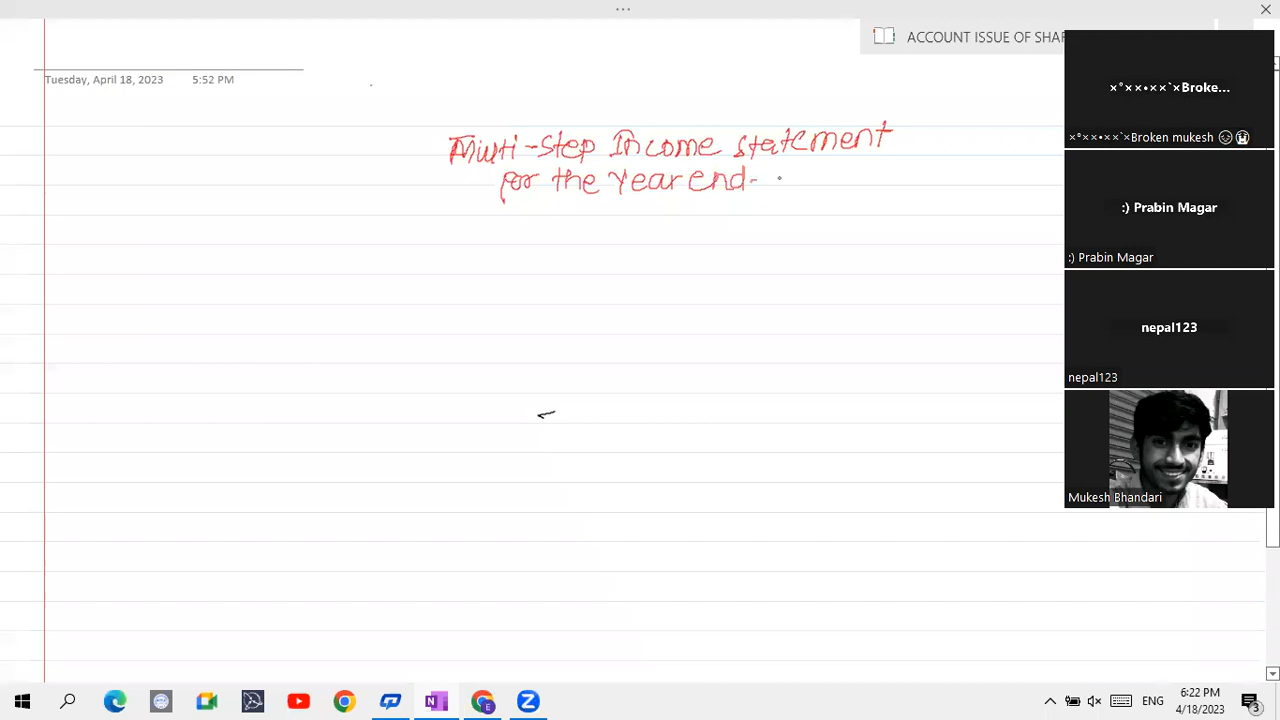 ACCOUNT ISSUE OF SHAR
Tuesday, April 18, 2023 5:52 PM
Multi-Step Income Statement
for the Year end-
×°××•××`×Broke...
×°××•××`×Broken mukesh 😔😭
:) Prabin Magar
:) Prabin Magar
nepal123
nepal123
Mukesh Bhandari
ENG
6:22 PM
4/18/2023
3